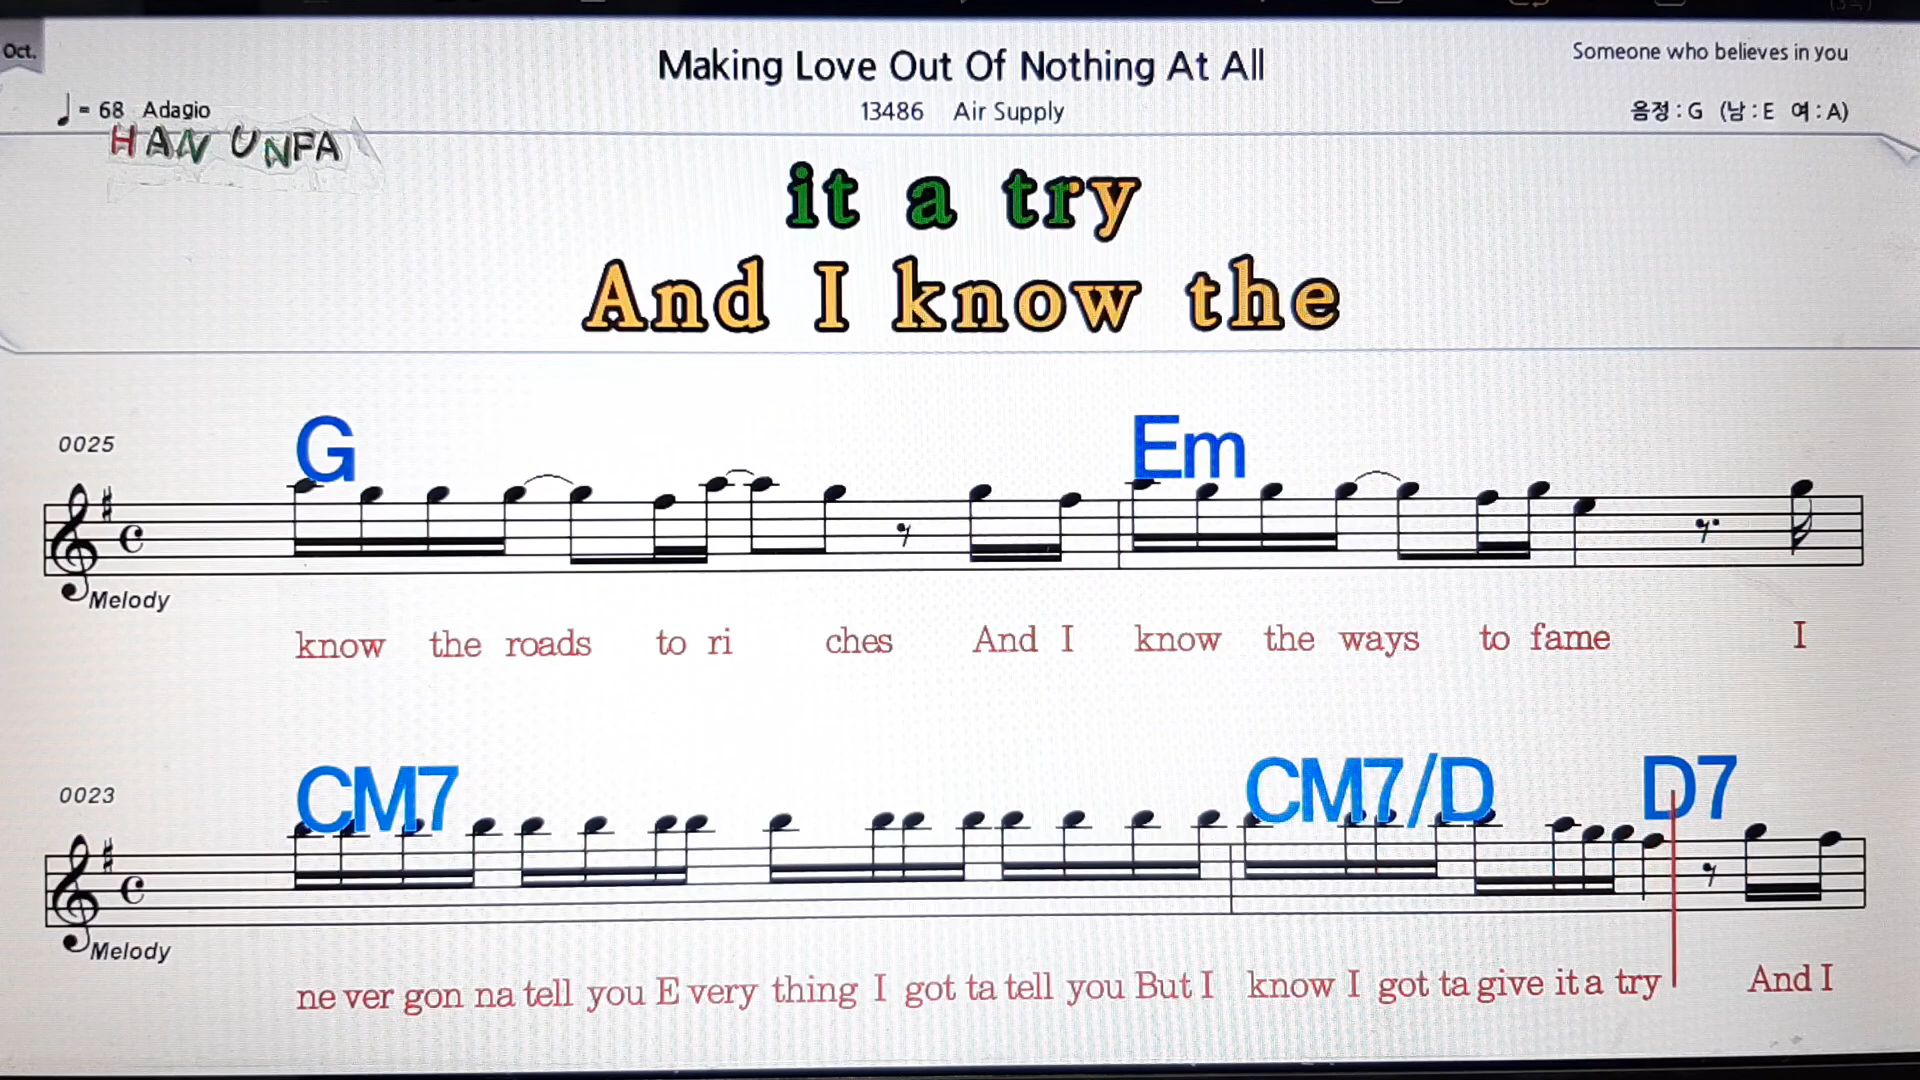 Oct.
Making Love Out Of Nothing At All
Someone who believes in you
= 68 Adagio
13486 Air Supply
음정 : G (남 : E 여 : A)
HAN UNFA
it a try
And I know the
0025
G Em
Melody
know the roads to ri ches And I know the ways to fame I
0023
CM7 CM7/D D7
Melody
ne ver gon na tell you E very thing I got ta tell you But I know I got ta give it a try And I